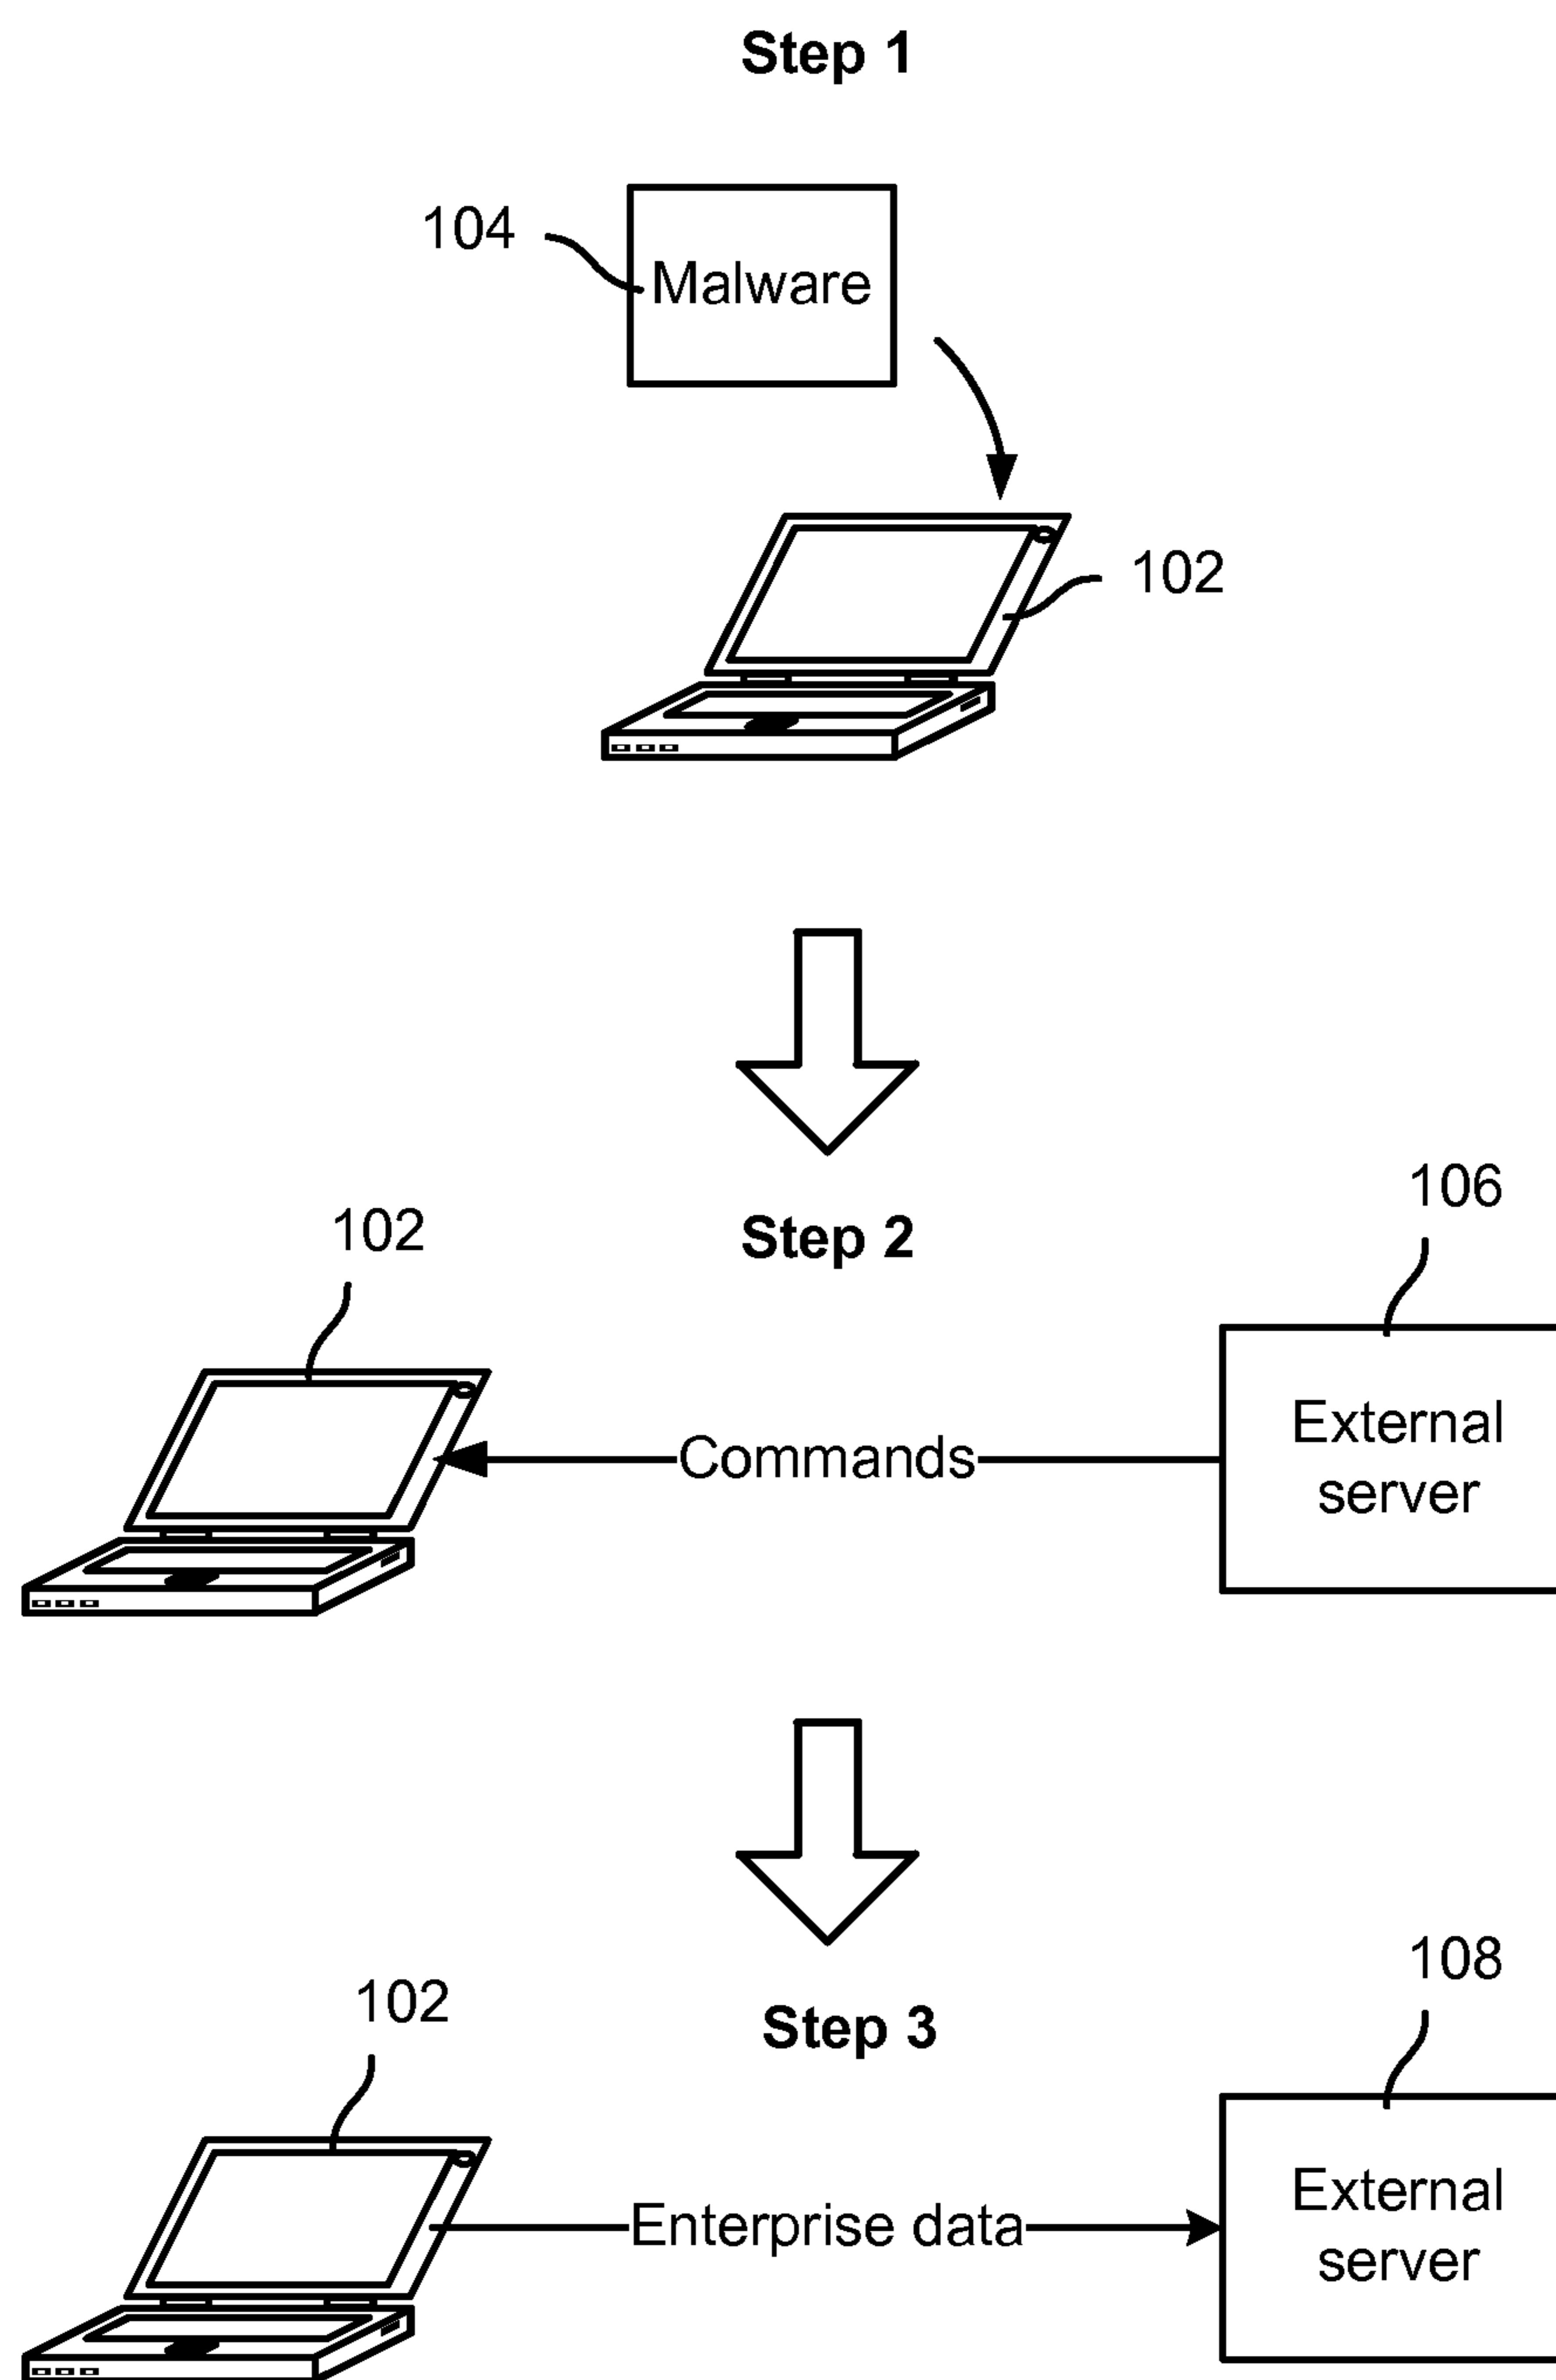 Step 1
104
Malware
102
106
102
Step 2
External
Commands
server
108
102
Step 3
External
Enterprise data
server